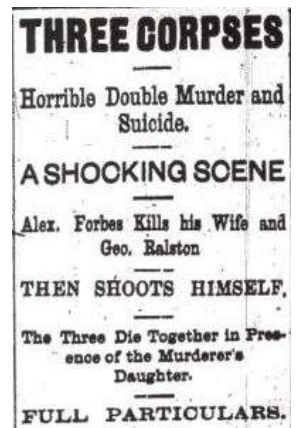 THREE CORPSES
Horrible Double Murder and
Suicide.
A SHOCKING SCENE
Alex. Forbes Kills his Wife and
Geo. Ralston
THEN SHOOTS HIMSELF.
The Three Die Together in Pres-
ence of the Murderer's
Daughter.
FULL PARTICULARS.